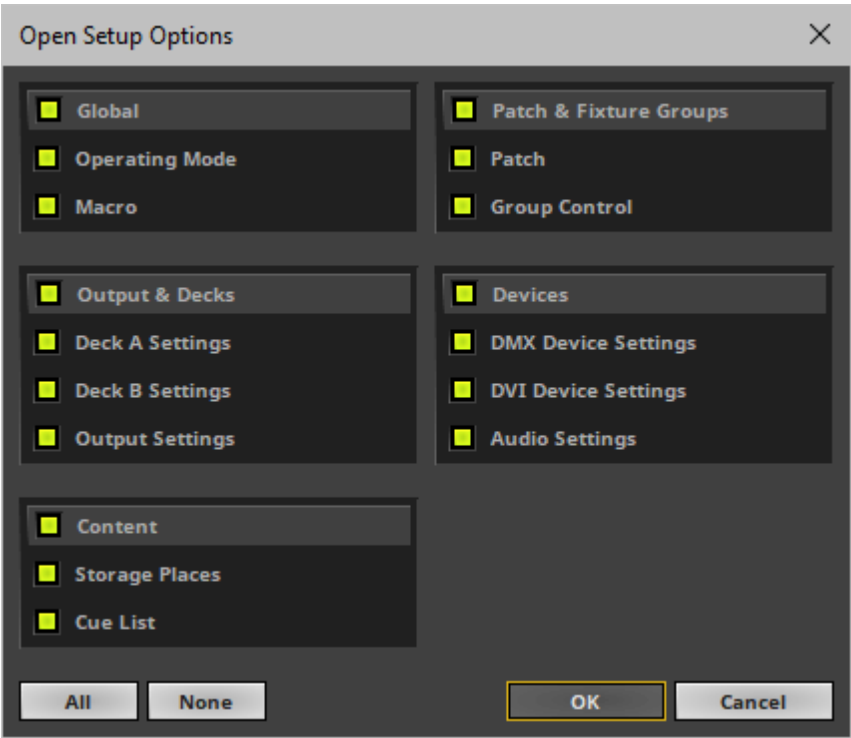 Open Setup Options
Global
Operating Mode
Macro
Patch & Fixture Groups
Patch
Group Control
Output & Decks
Deck A Settings
Deck B Settings
Output Settings
Devices
DMX Device Settings
DVI Device Settings
Audio Settings
Content
Storage Places
Cue List
All
None
OK
Cancel